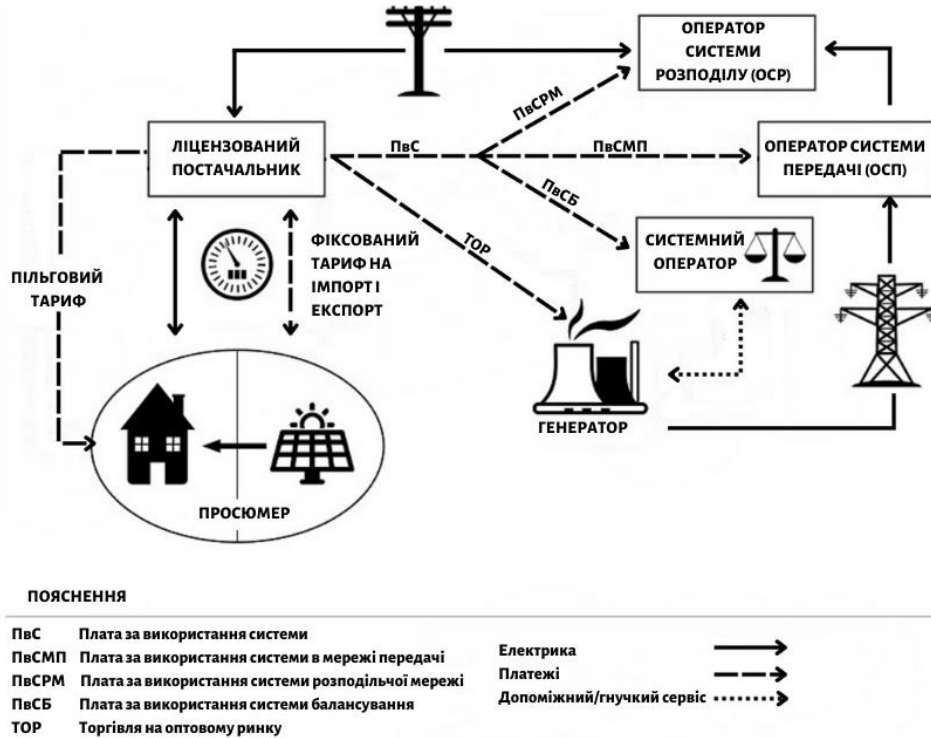 ОПЕРАТОР
СИСТЕМИ
РОЗПОДІЛУ (ОСР)
ПвСРМ
ЛІЦЕНЗОВАНИЙ
ПОСТАЧАЛЬНИК
ПвС
ПвСМП
ОПЕРАТОР СИСТЕМИ
ПЕРЕДАЧІ (ОСП)
ПвСБ
ТОР
ФІКСОВАНИЙ
ТАРИФ НА
ІМПОРТ І
ЕКСПОРТ
СИСТЕМНИЙ
ОПЕРАТОР
ПІЛЬГОВИЙ
ТАРИФ
ГЕНЕРАТОР
ПРОСЮМЕР
ПОЯСНЕННЯ
ПвС Плата за використання системи
ПвСМП Плата за використання системи в мережі передачі
ПвСРМ Плата за використання системи розподільчої мережі
ПвСБ Плата за використання системи балансування
ТОР Торгівля на оптовому ринку
Електрика
Платежі
Допоміжний/гнучкий сервіс